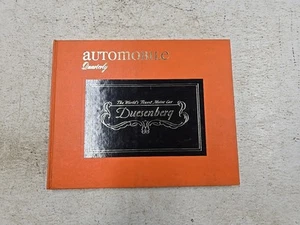 automobile
Quarterly
The World's Finest Motor Car
Duesenberg